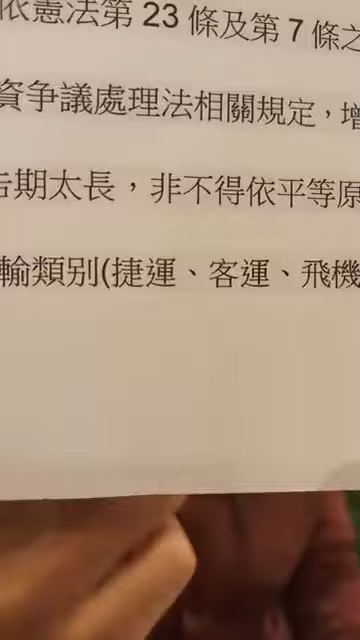 依憲法第 23 條及第 7 條之
資爭議處理法相關規定，增
告期太長，非不得依平等原
輸類別(捷運、客運、飛機